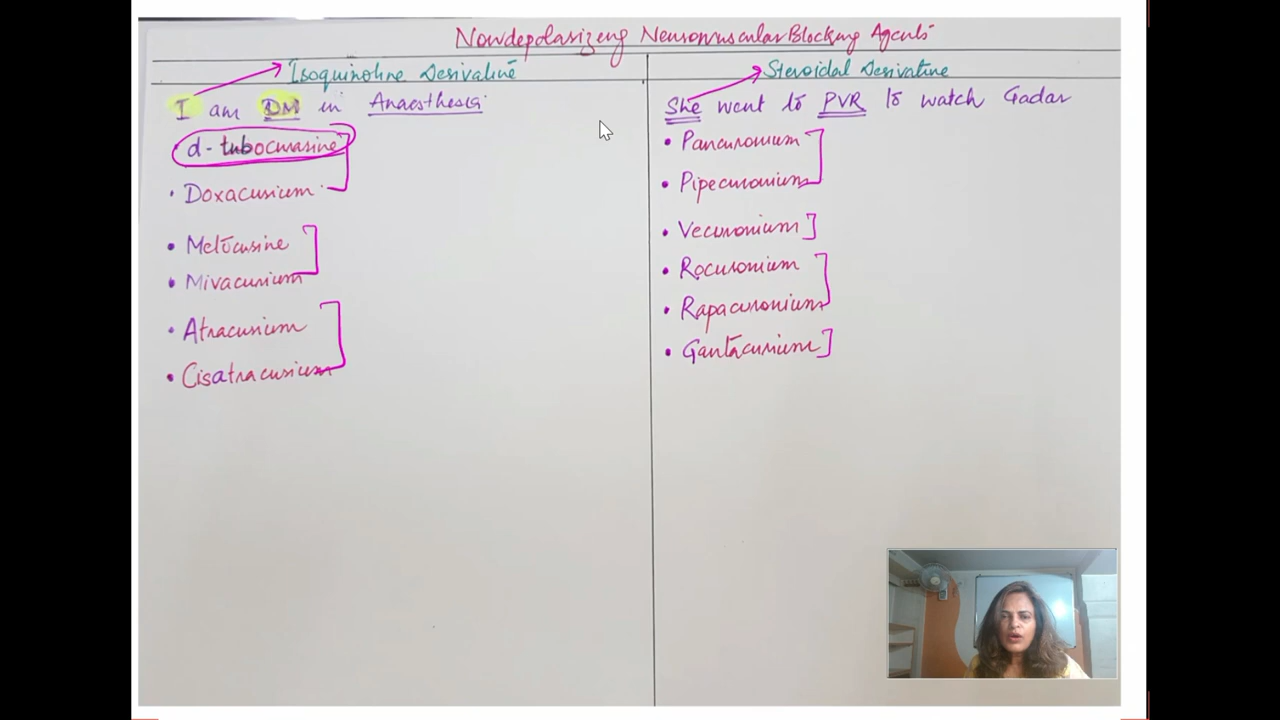 Nondepolarizing Neuromuscular Blocking Agents
Isoquinoline Derivative
I am DM in Anaesthesia
d-tubocurarine
Doxacurium
Metocurine
Mivacurium
Atracurium
Cisatracurium
Steroidal Derivative
She went to PVR to watch Gadar
Pancuronium
Pipecuronium
Vecuronium
Rocuronium
Rapacuronium
Gantacurium